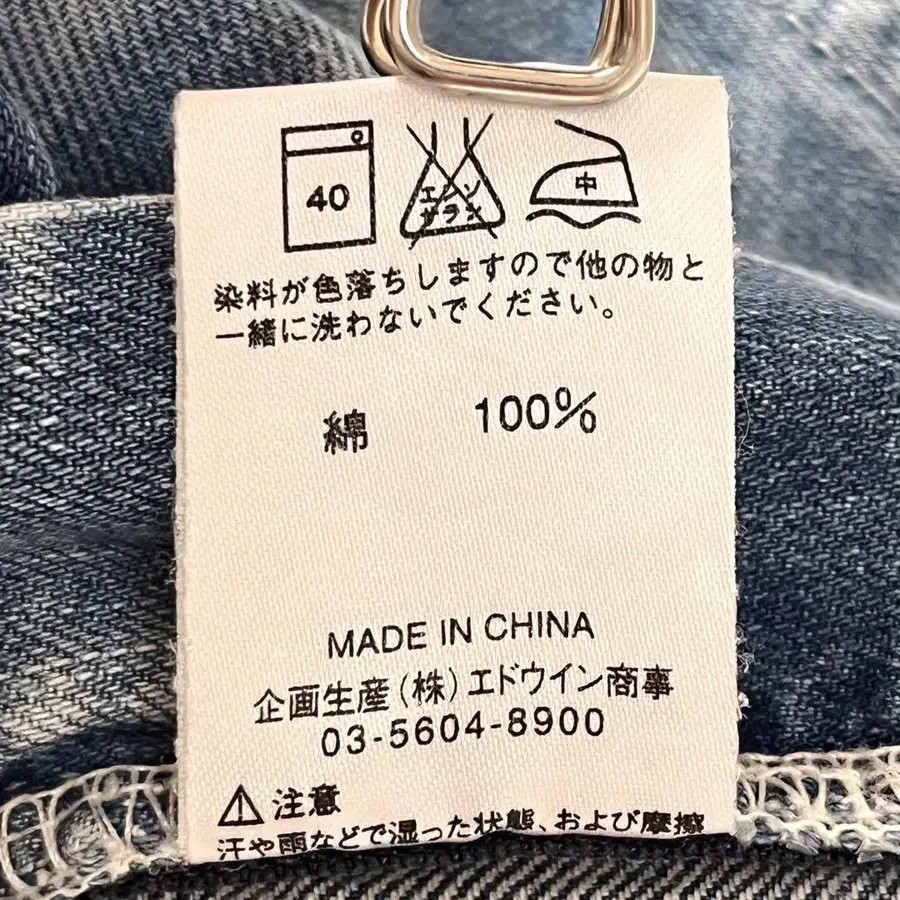 40
エンソ
サラシ
中
染料が色落ちしますので他の物と
一緒に洗わないでください。
綿 100%
MADE IN CHINA
企画生産(株)エドウイン商事
03-5604-8900
⚠注意
汗や雨などで湿った状態、および摩擦